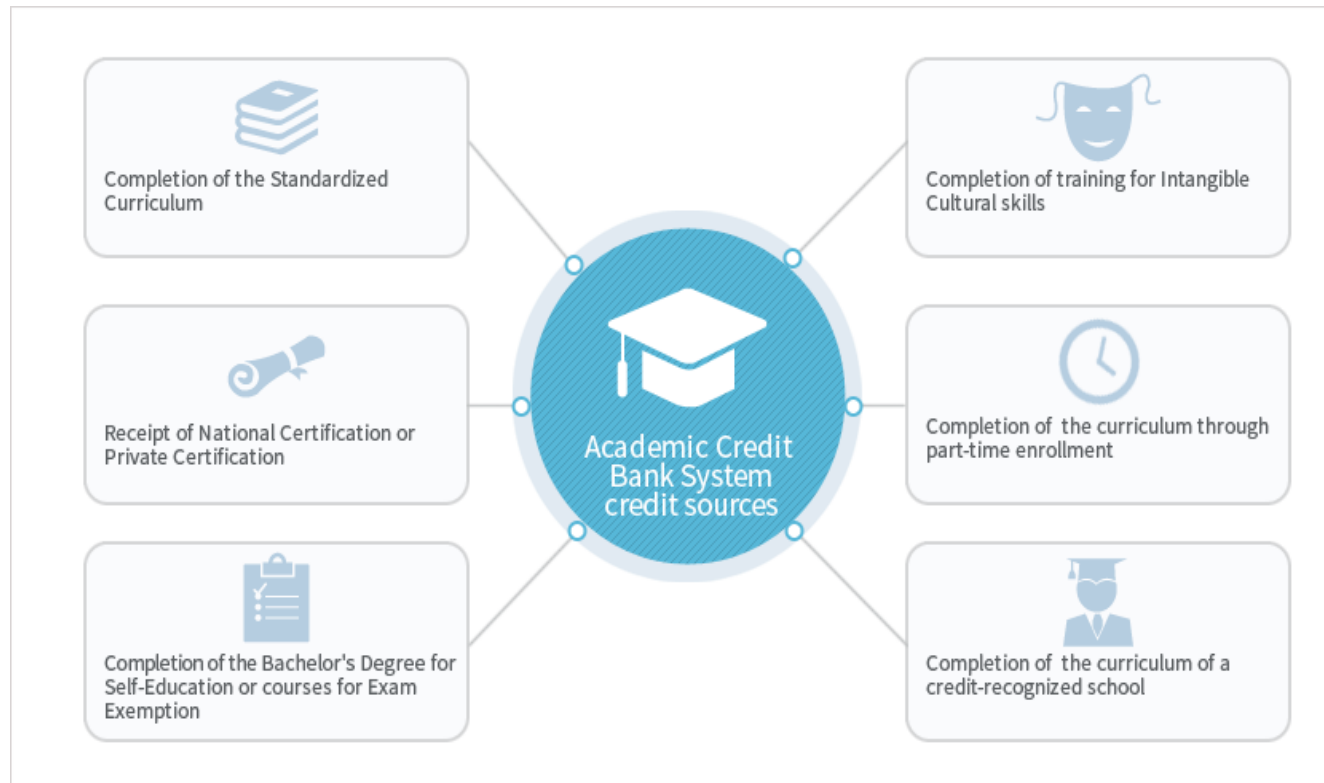 Completion of the Standardized
Curriculum
Receipt of National Certification or
Private Certification
Completion of the Bachelor's Degree for
Self-Education or courses for Exam
Exemption
Academic Credit
Bank System
credit sources
Completion of training for Intangible
Cultural skills
Completion of the curriculum through
part-time enrollment
Completion of the curriculum of a
credit-recognized school